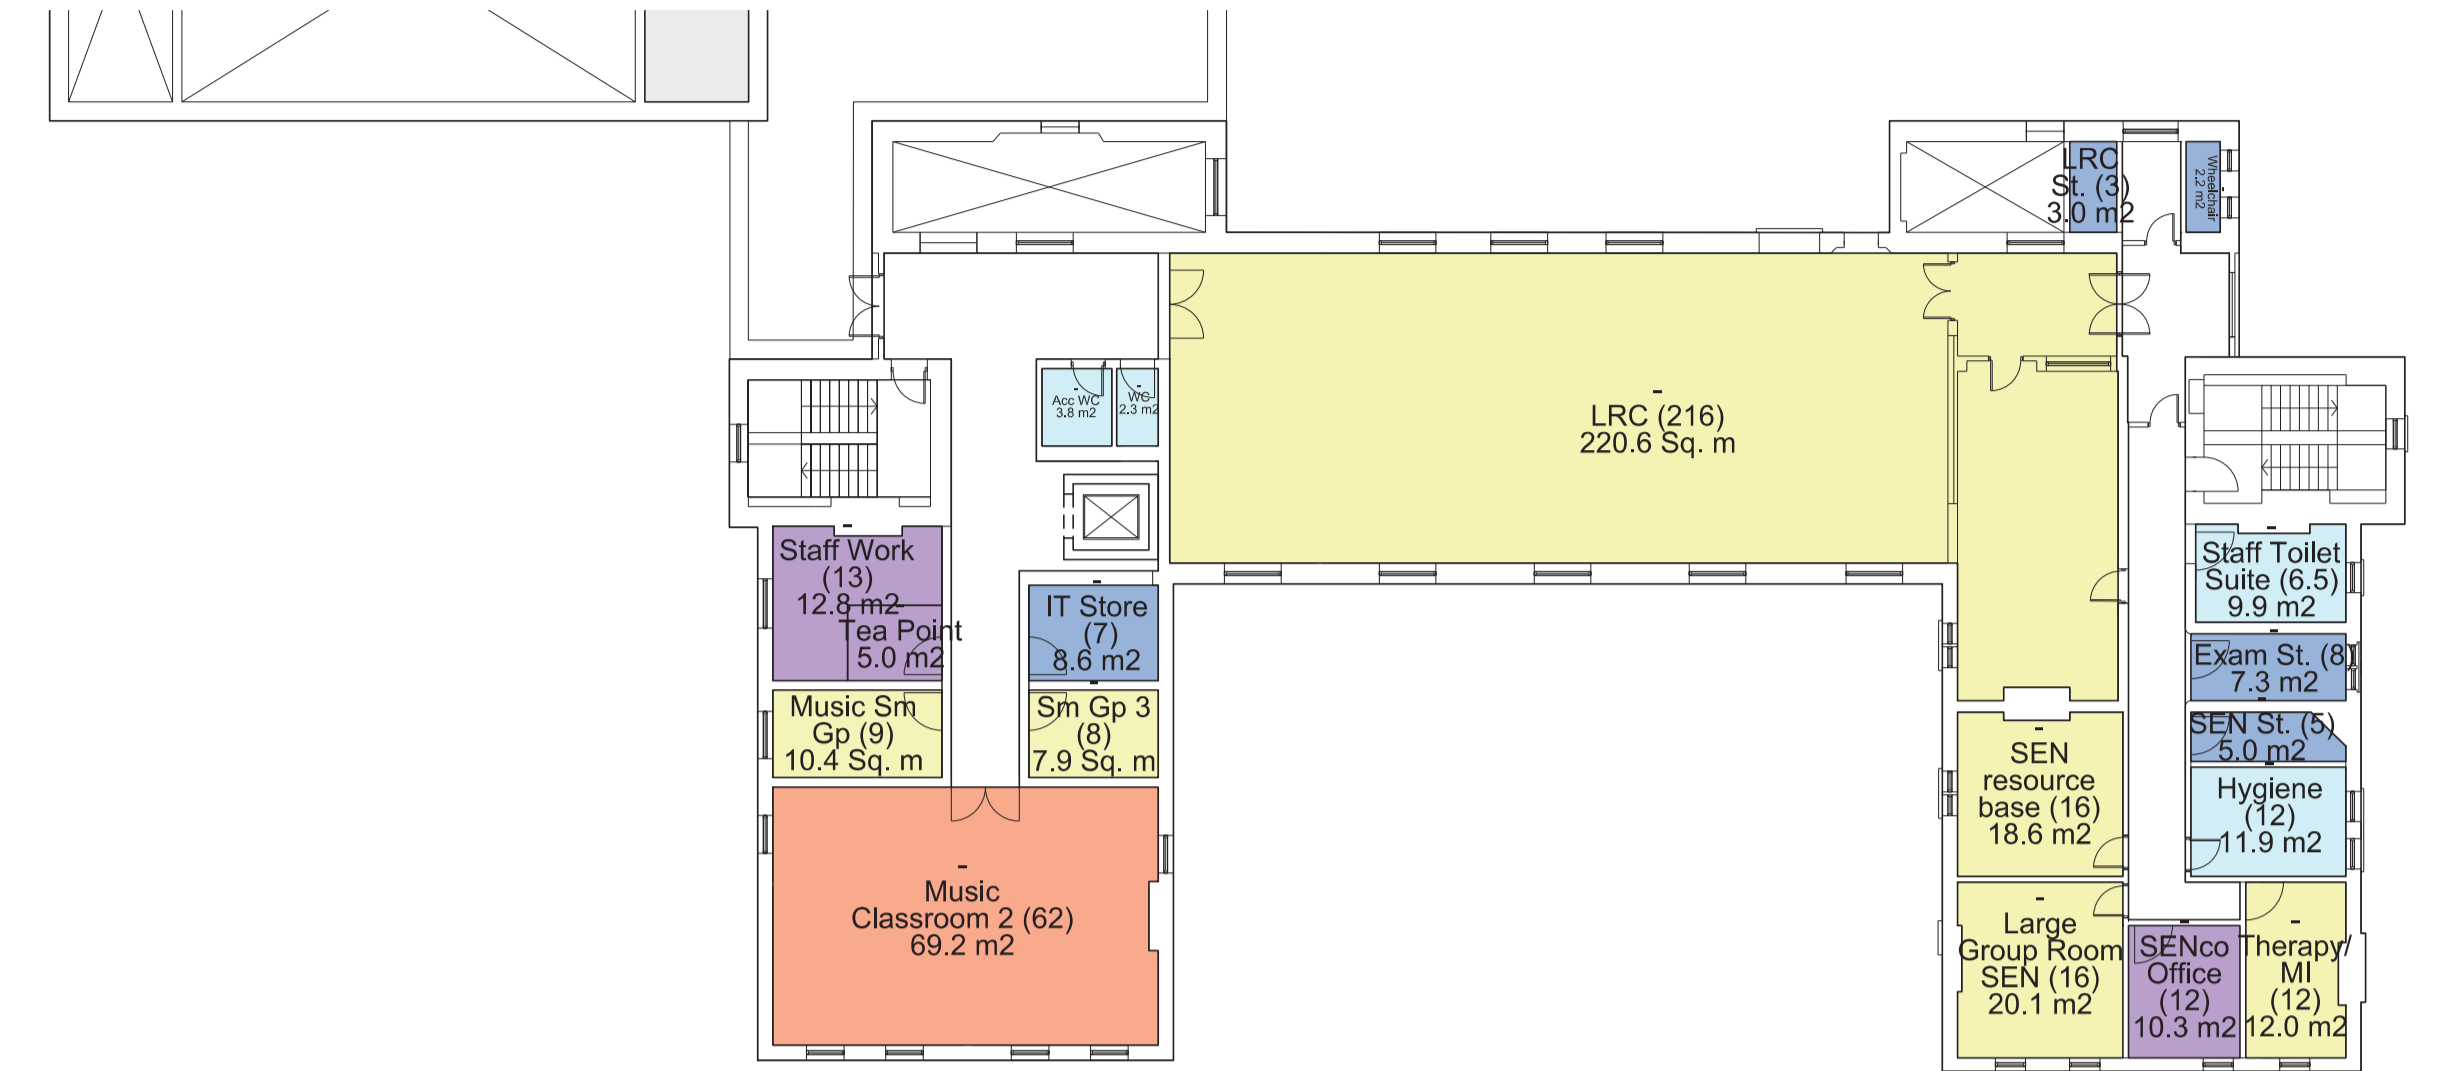 LRC
St. (3)
3.0 m2
Wheelchair
2.2 m2
Acc WC
3.8 m2
WC
2.3 m2
LRC (216)
220.6 Sq. m
Staff Work
(13)
12.8 m2
Tea Point
5.0 m2
IT Store
(7)
8.6 m2
Music Sm
Gp (9)
10.4 Sq. m
Sm Gp 3
(8)
7.9 Sq. m
Music
Classroom 2 (62)
69.2 m2
Staff Toilet
Suite (6.5)
9.9 m2
Exam St. (8)
7.3 m2
SEN St. (5)
5.0 m2
SEN
resource
base (16)
18.6 m2
Hygiene
(12)
11.9 m2
Large
Group Room
SEN (16)
20.1 m2
SENco
Office
(12)
10.3 m2
Therapy/
MI
(12)
12.0 m2